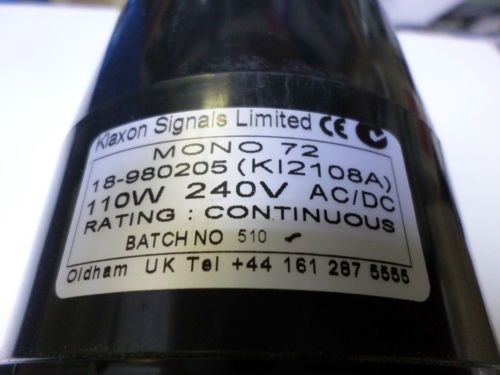 Klaxon Signals Limited CE
MONO 72
18-980205 (KI2108A)
110W 240V AC/DC
RATING : CONTINUOUS
BATCH NO 510
Oldham UK Tel +44 161 287 5555